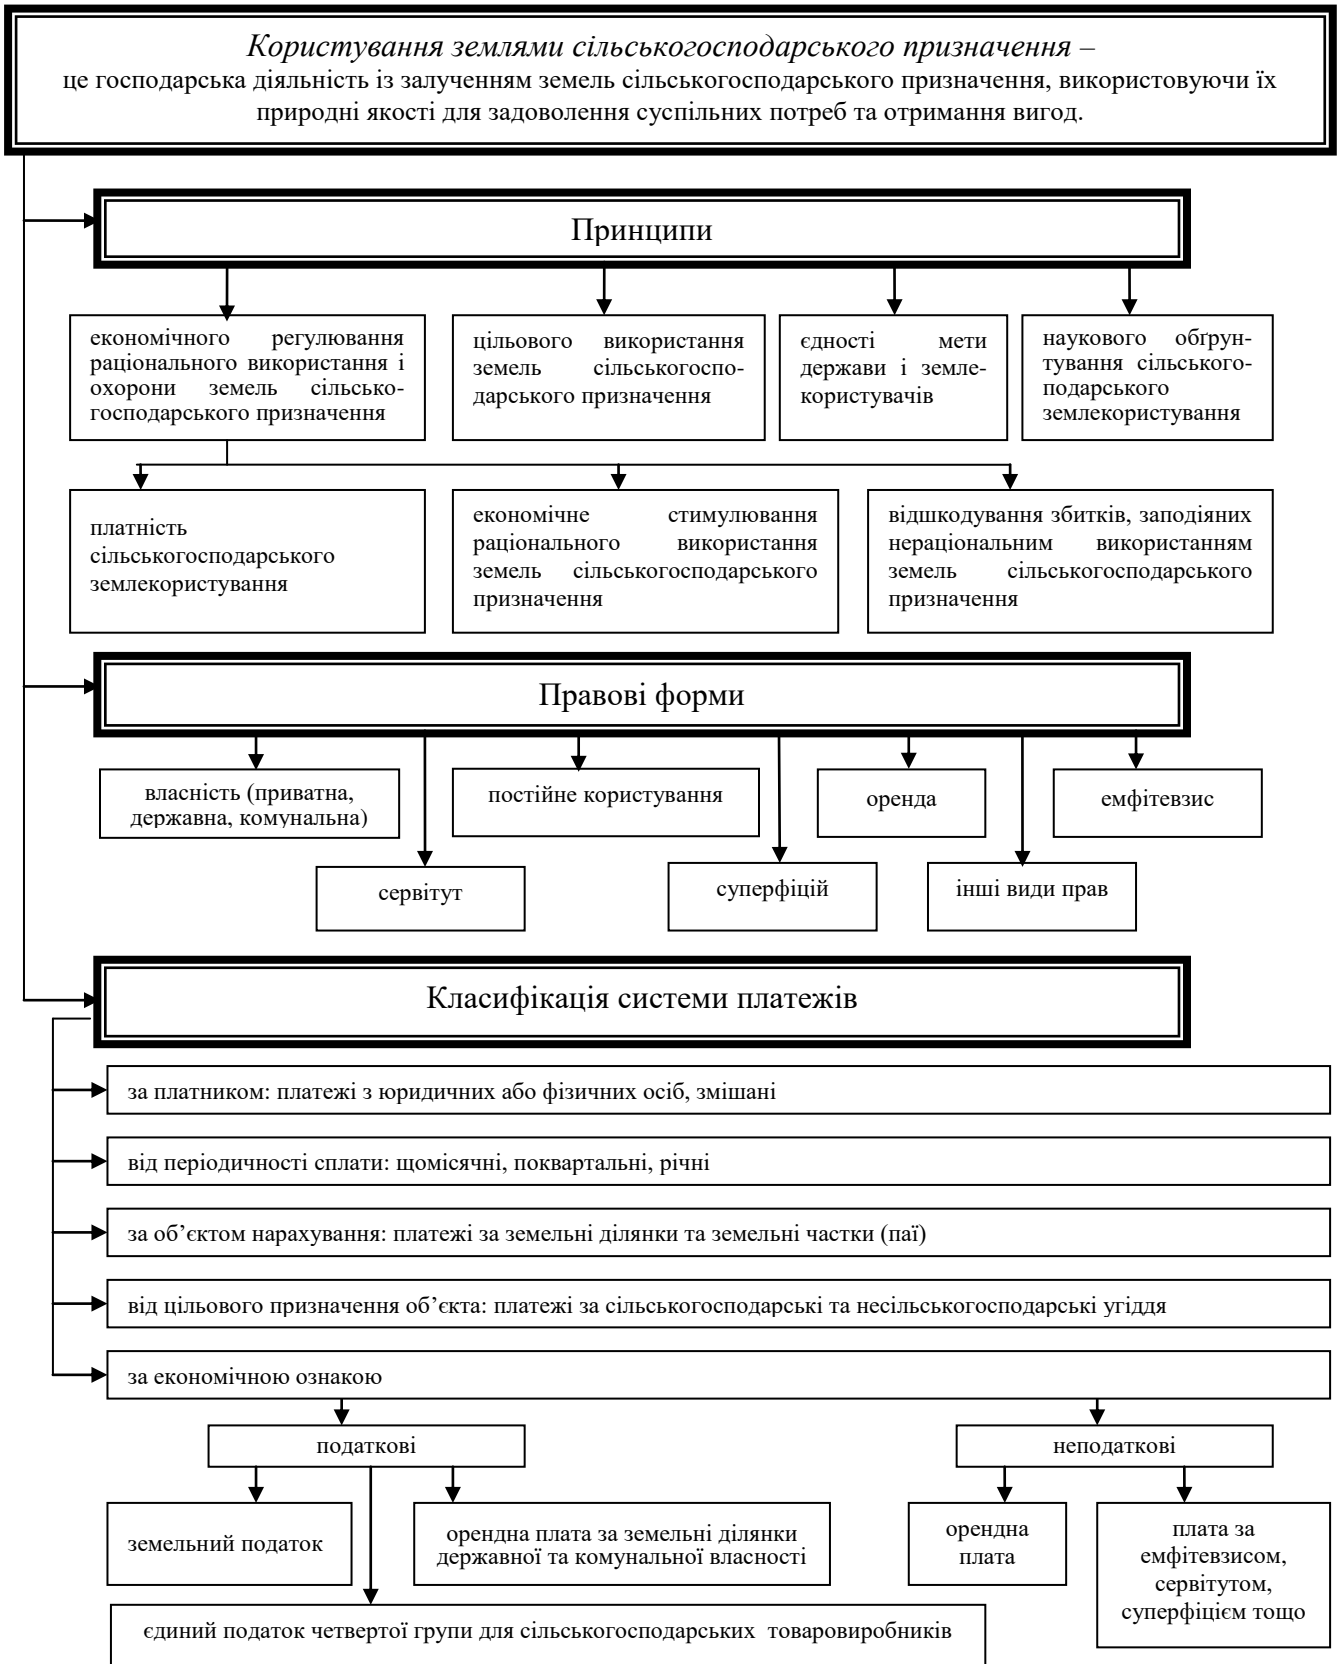 Користування землями сільськогосподарського призначення –
це господарська діяльність із залученням земель сільськогосподарського призначення, використовуючи їх
природні якості для задоволення суспільних потреб та отримання вигод.
Принципи
економічного регулювання
раціонального використання і
охорони земель сільсько-
господарського призначення
цільового використання
земель сільськогоспо-
дарського призначення
єдності мети
держави і земле-
користувачів
наукового обґрун-
тування сільського-
подарського
землекористування
платність
сільськогосподарського
землекористування
економічне стимулювання
раціонального використання
земель сільськогосподарського
призначення
відшкодування збитків, заподіяних
нераціональним використанням
земель сільськогосподарського
призначення
Правові форми
власність (приватна,
державна, комунальна)
постійне користування
оренда
емфітевзис
сервітут
суперфіцій
інші види прав
Класифікація системи платежів
за платником: платежі з юридичних або фізичних осіб, змішані
від періодичності сплати: щомісячні, поквартальні, річні
за об’єктом нарахування: платежі за земельні ділянки та земельні частки (паї)
від цільового призначення об’єкта: платежі за сільськогосподарські та несільськогосподарські угіддя
за економічною ознакою
податкові
неподаткові
земельний податок
орендна плата за земельні ділянки
державної та комунальної власності
орендна
плата
плата за
емфітевзисом,
сервітутом,
суперфіцієм тощо
єдиний податок четвертої групи для сільськогосподарських товаровиробників